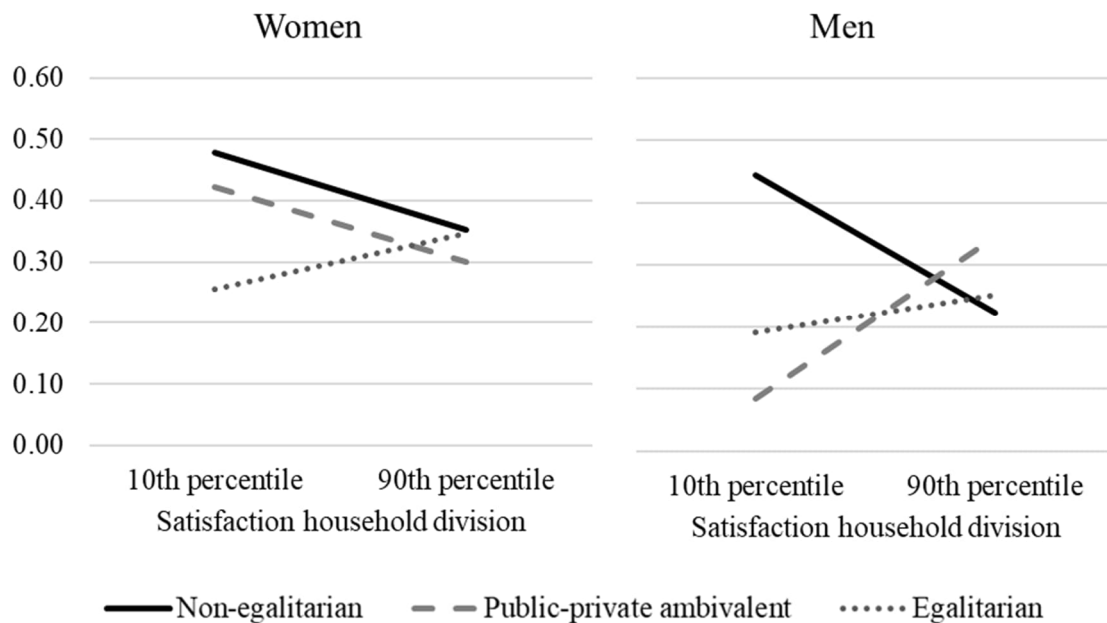 Women
Men
0.60
0.50
0.40
0.30
0.20
0.10
0.00
10th percentile 90th percentile
Satisfaction household division
10th percentile 90th percentile
Satisfaction household division
Non-egalitarian Public-private ambivalent Egalitarian